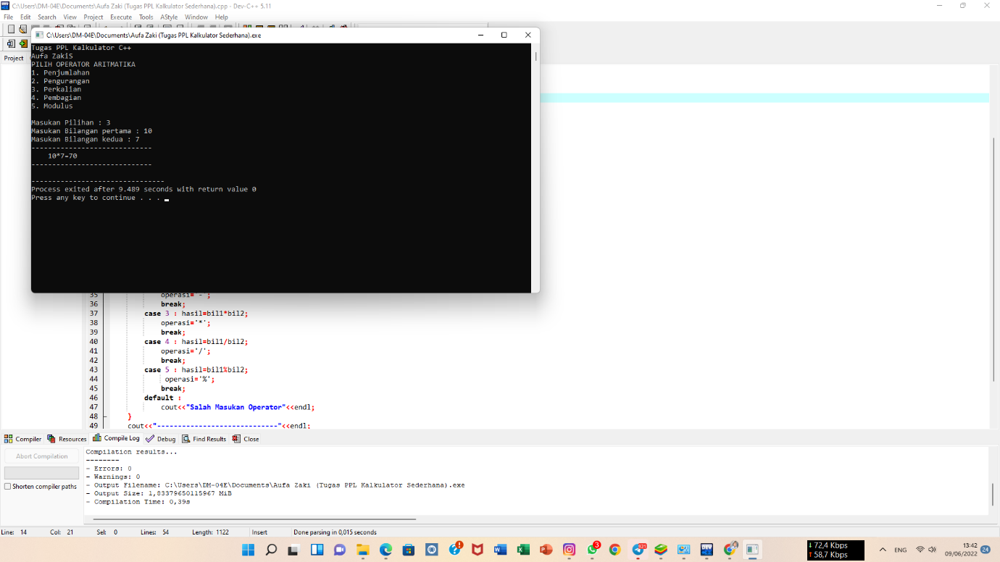 C:\Users\DM-04E\Documents\Aufa Zaki (Tugas PPL Kalkulator Sederhana).cpp - Dev-C++ 5.11
File Edit Search View Project Execute Tools AStyle Window Help
C:\Users\DM-04E\Documents\Aufa Zaki (Tugas PPL Kalkulator Sederhana).exe
Project
Tugas PPL Kalkulator C++
Aufa ZakiS
PILIH OPERATOR ARITMATIKA
1. Penjumlahan
2. Pengurangan
3. Perkalian
4. Pembagian
5. Modulus
Masukan Pilihan : 3
Masukan Bilangan pertama : 10
Masukan Bilangan kedua : 7
-----------------------------
10*7=70
-----------------------------
--------------------------------
Process exited after 9.489 seconds with return value 0
Press any key to continue . . .
35 operasi='-';
36 break;
37 case 3 : hasil=bil1*bil2;
38 operasi='*';
39 break;
40 case 4 : hasil=bil1/bil2;
41 operasi='/';
42 break;
43 case 5 : hasil=bil1%bil2;
44 operasi='%';
45 break;
46 default :
47 cout<<"Salah Masukan Operator"<<endl;
48 }
49 cout<<"-----------------------------"<<endl;
Compiler Resources Compile Log Debug Find Results Close
Abort Compilation
Shorten compiler paths
Compilation results...
--------
- Errors: 0
- Warnings: 0
- Output Filename: C:\Users\DM-04E\Documents\Aufa Zaki (Tugas PPL Kalkulator Sederhana).exe
- Output Size: 1,83379650115967 MiB
- Compilation Time: 0,39s
Line: 14 Col: 21 Sel: 0 Lines: 54 Length: 1122 Insert Done parsing in 0,015 seconds
72,4 Kbps
58,7 Kbps
ENG
13:42
09/06/2022
24